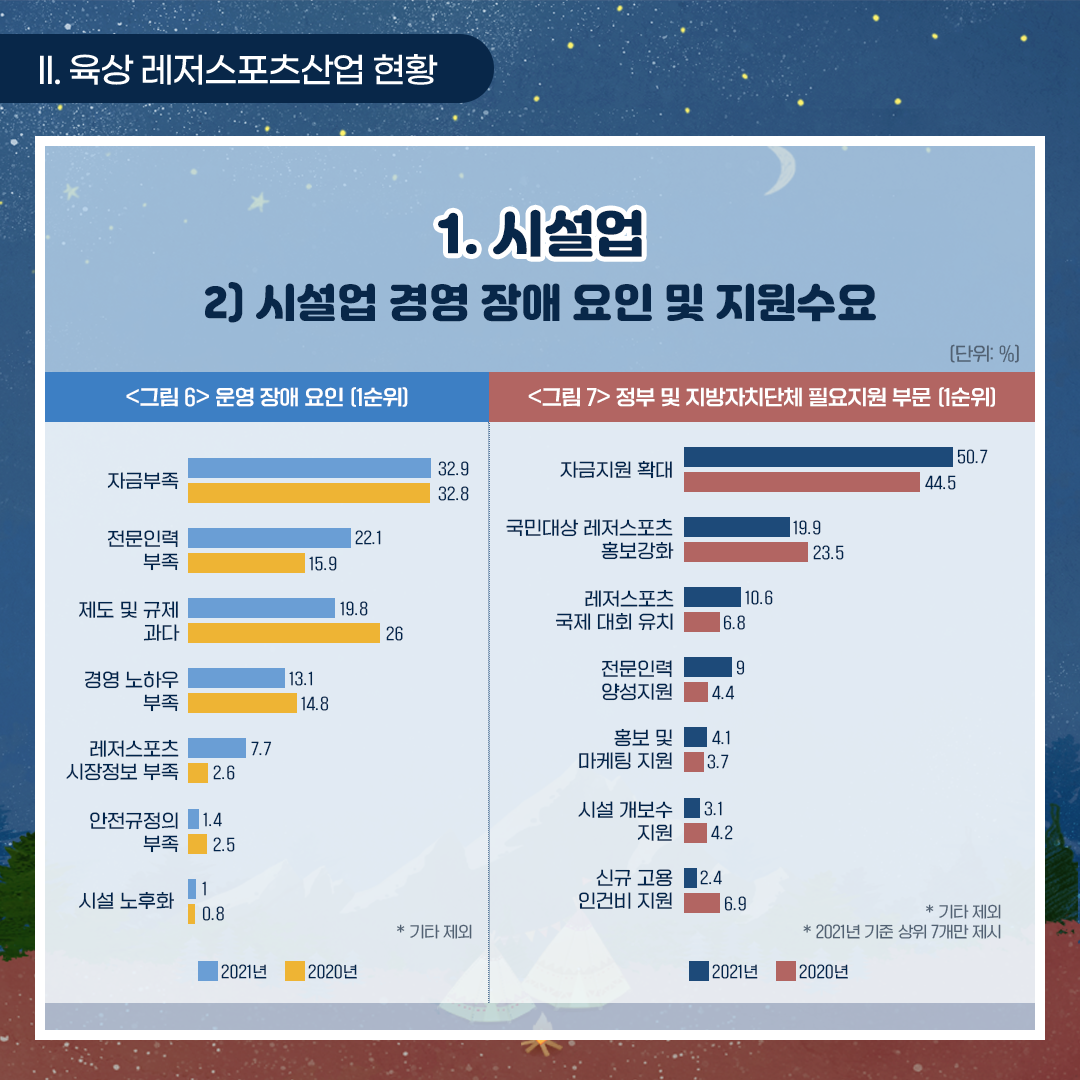 II. 육상 레저스포츠산업 현황
1. 시설업
2) 시설업 경영 장애 요인 및 지원수요
(단위: %)
<그림 6> 운영 장애 요인 (1순위)
자금부족
32.9
32.8
전문인력
부족
22.1
15.9
제도 및 규제
과다
19.8
26
경영 노하우
부족
13.1
14.8
레저스포츠
시장정보 부족
7.7
2.6
안전규정의
부족
1.4
2.5
시설 노후화
1
0.8
* 기타 제외
2021년
2020년
<그림 7> 정부 및 지방자치단체 필요지원 부문 (1순위)
자금지원 확대
50.7
44.5
국민대상 레저스포츠
홍보강화
19.9
23.5
레저스포츠
국제 대회 유치
10.6
6.8
전문인력
양성지원
9
4.4
홍보 및
마케팅 지원
4.1
3.7
시설 개보수
지원
3.1
4.2
신규 고용
인건비 지원
2.4
6.9
* 기타 제외
* 2021년 기준 상위 7개만 제시
2021년
2020년